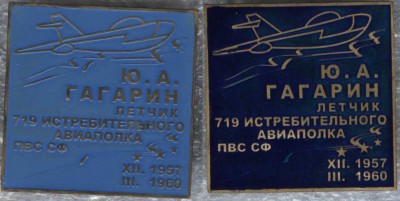 Ю. А.
ГАГАРИН
ЛЕТЧИК
719 ИСТРЕБИТЕЛЬНОГО
АВИАПОЛКА
ПВС СФ
XII. 1957
III. 1960
Ю. А.
ГАГАРИН
ЛЕТЧИК
719 ИСТРЕБИТЕЛЬНОГО
АВИАПОЛКА
ПВС СФ
XII. 1957
III. 1960